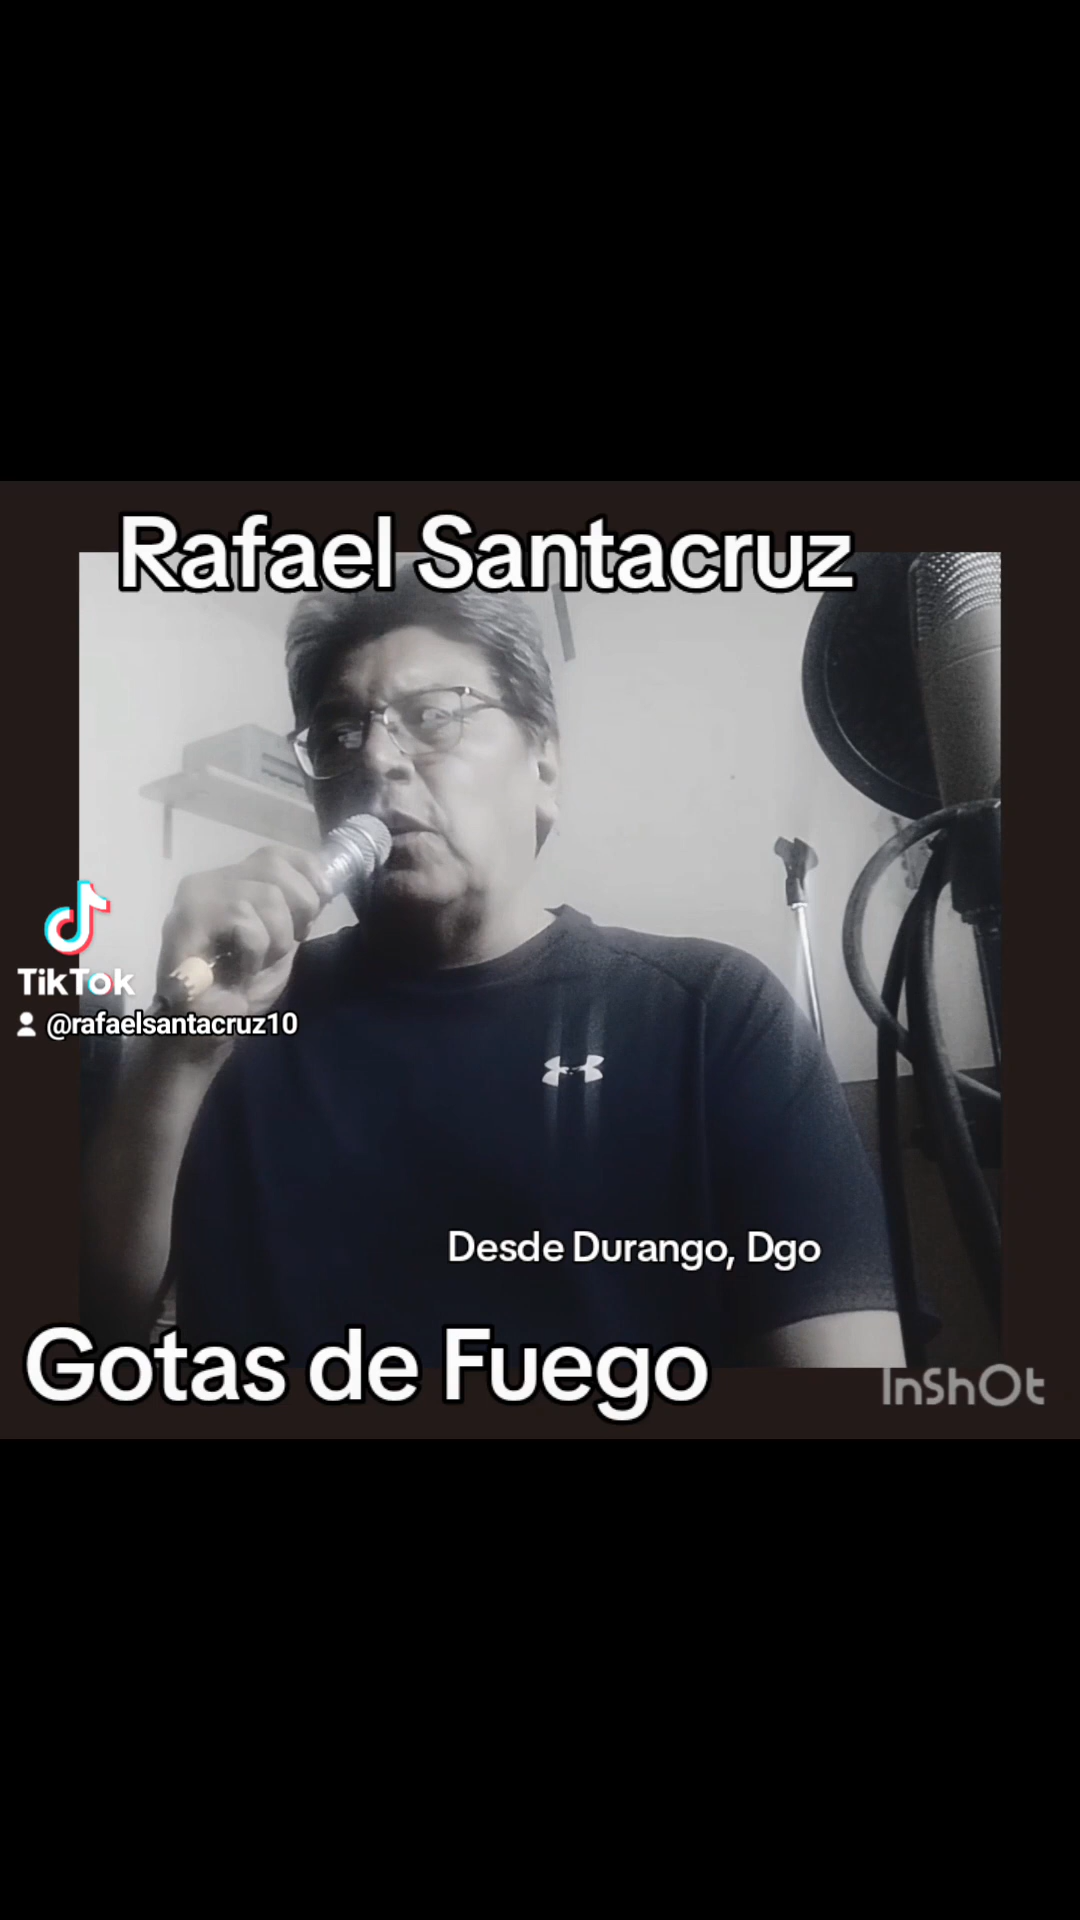 Rafael Santacruz
TikTok
@rafaelsantacruz10
Desde Durango, Dgo
Gotas de Fuego
InShOt